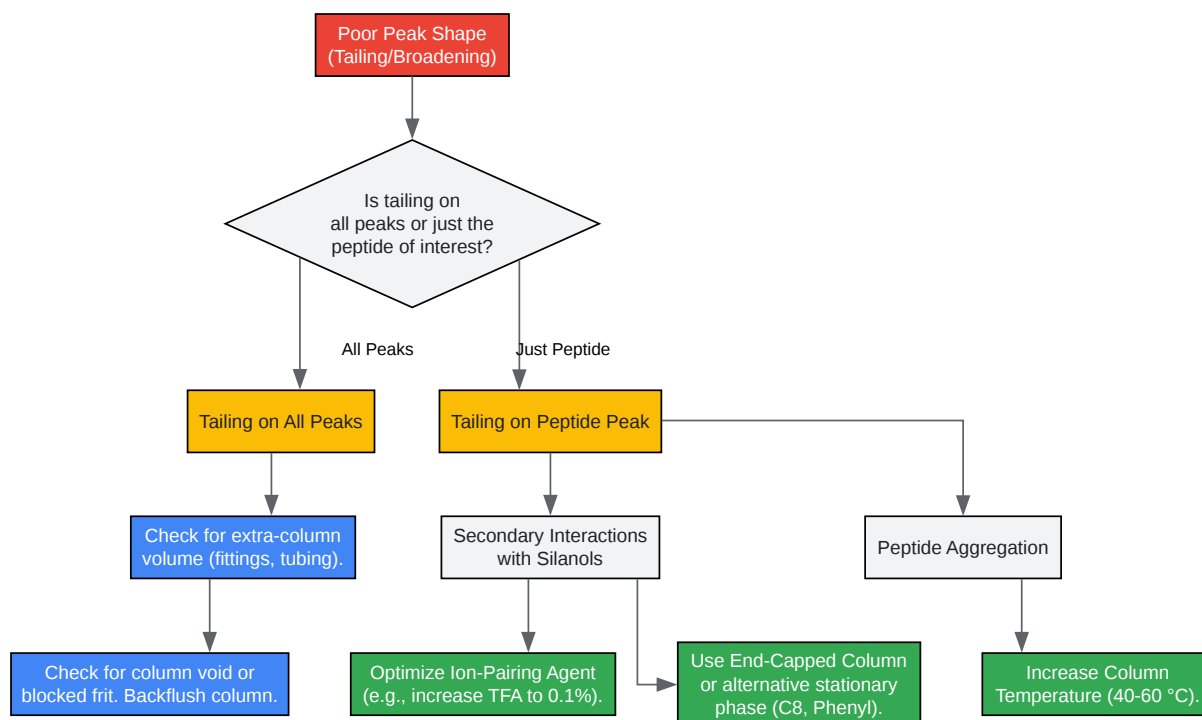 Poor Peak Shape
(Tailing/Broadening)
Is tailing on
all peaks or just the
peptide of interest?
All Peaks
Just Peptide
Tailing on All Peaks
Tailing on Peptide Peak
Check for extra-column
volume (fittings, tubing).
Secondary Interactions
with Silanols
Peptide Aggregation
Check for column void or
blocked frit. Backflush column.
Optimize Ion-Pairing Agent
(e.g., increase TFA to 0.1%).
Use End-Capped Column
or alternative stationary
phase (C8, Phenyl).
Increase Column
Temperature (40-60 °C).